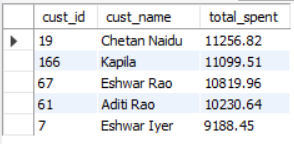 cust_id cust_name total_spent
19 Chetan Naidu 11256.82
166 Kapila 11099.51
67 Eshwar Rao 10819.96
61 Aditi Rao 10230.64
7 Eshwar Iyer 9188.45